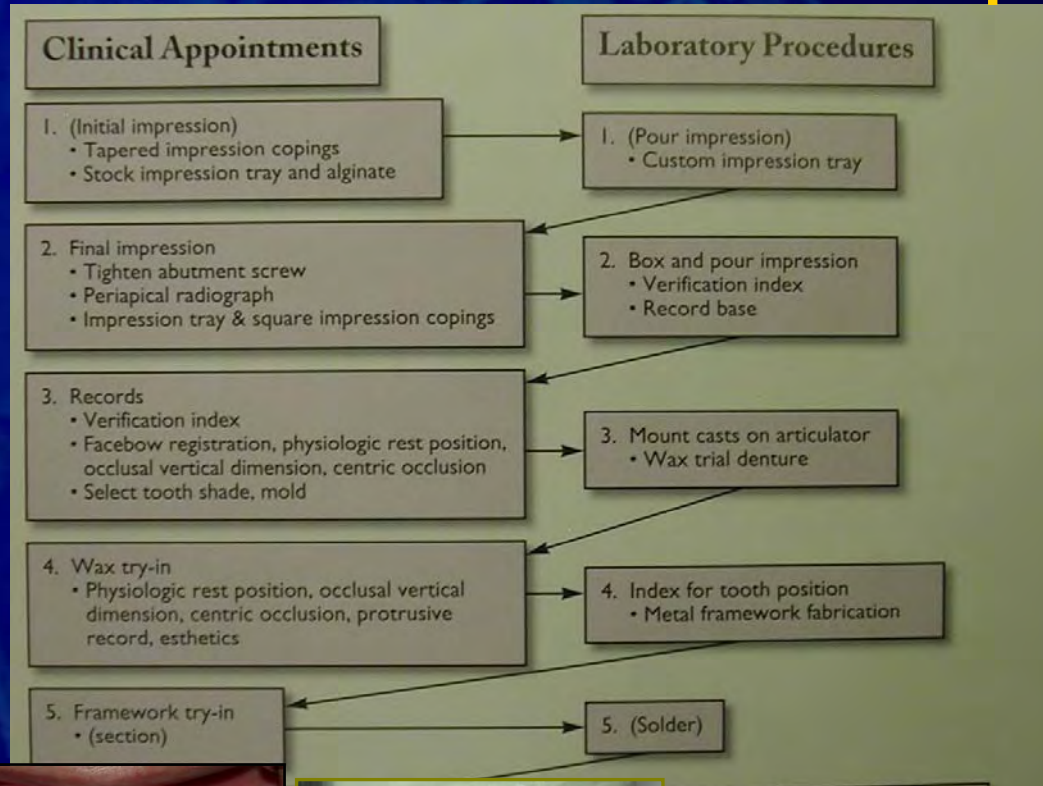 Clinical Appointments
Laboratory Procedures
1. (Initial impression)
• Tapered impression copings
• Stock impression tray and alginate
1. (Pour impression)
• Custom impression tray
2. Final impression
• Tighten abutment screw
• Periapical radiograph
• Impression tray & square impression copings
2. Box and pour impression
• Verification index
• Record base
3. Records
• Verification index
• Facebow registration, physiologic rest position,
occlusal vertical dimension, centric occlusion
• Select tooth shade, mold
3. Mount casts on articulator
• Wax trial denture
4. Wax try-in
• Physiologic rest position, occlusal vertical
dimension, centric occlusion, protrusive
record, esthetics
4. Index for tooth position
• Metal framework fabrication
5. Framework try-in
• (section)
5. (Solder)